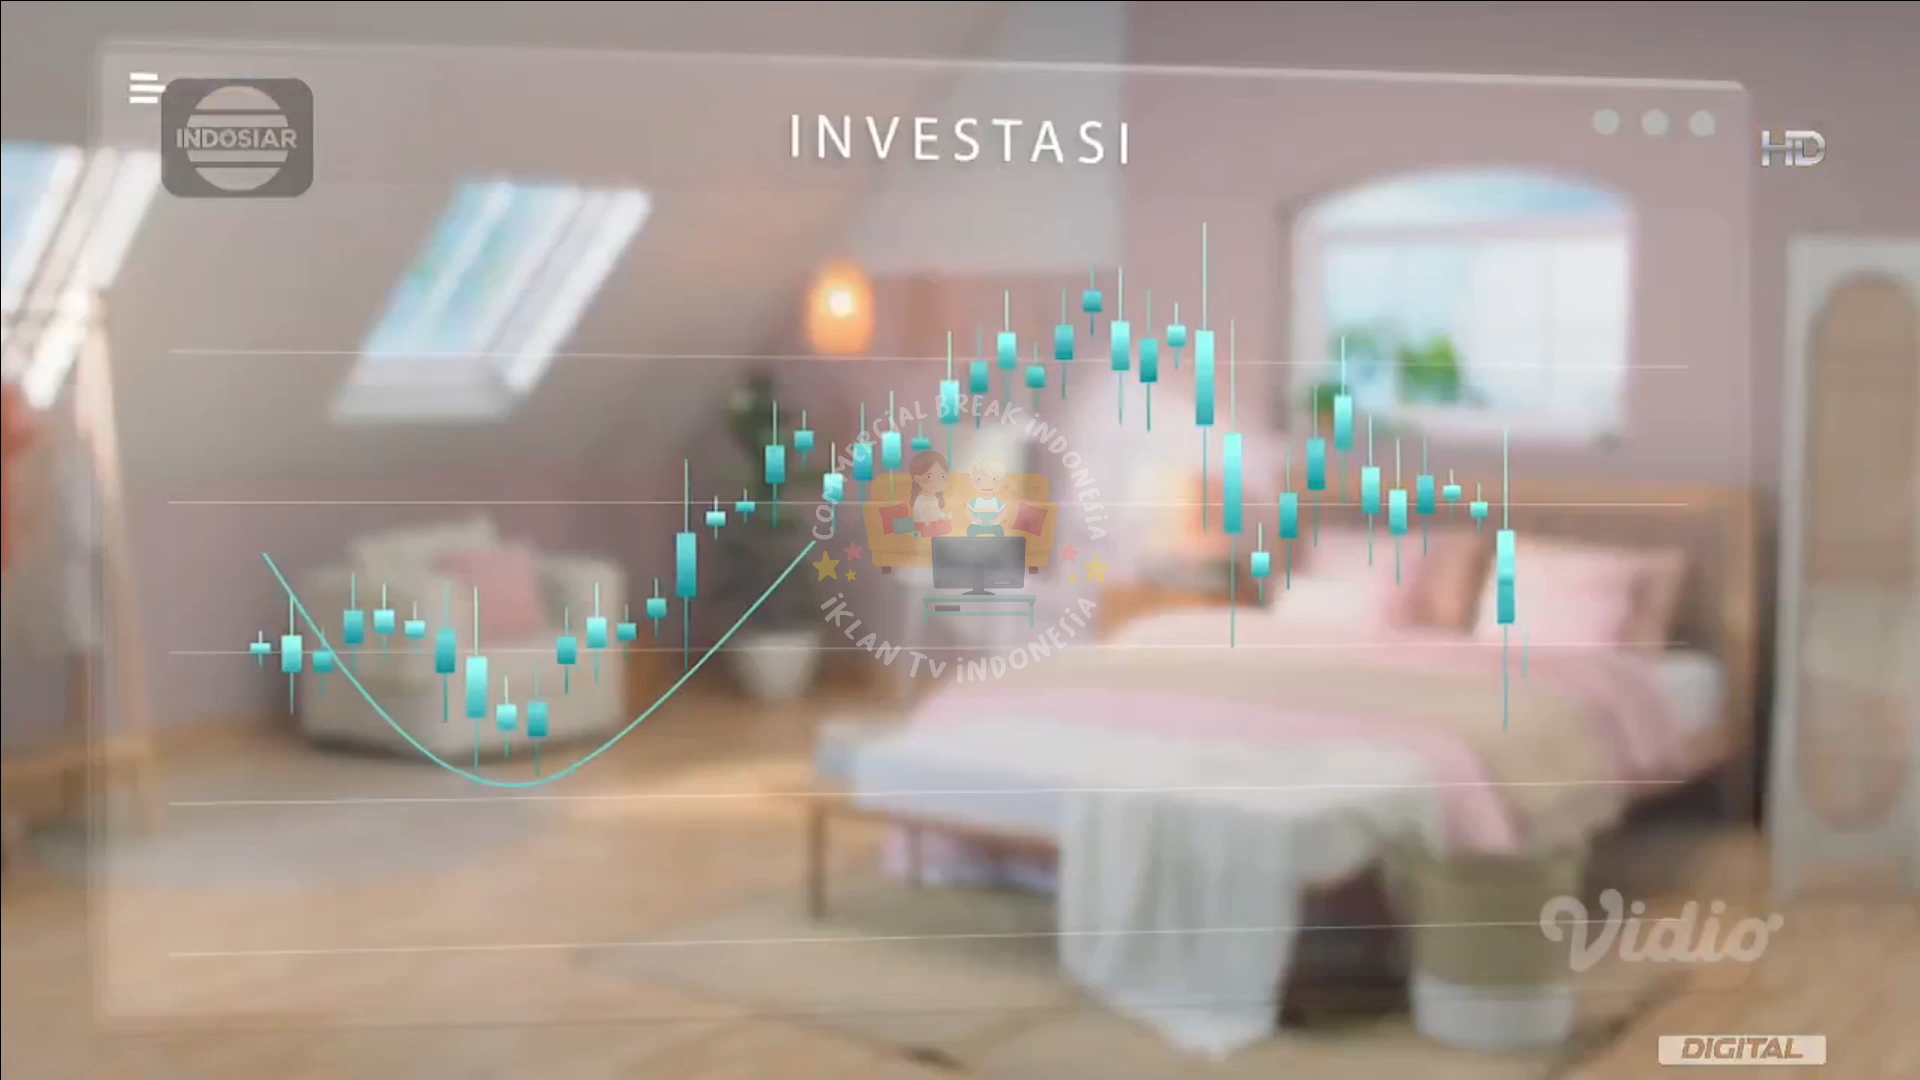 INDOSIAR
INVESTASI
HD
COMMERCIAL BREAK INDONESIA
IKLAN TV INDONESIA
Vidio
DIGITAL